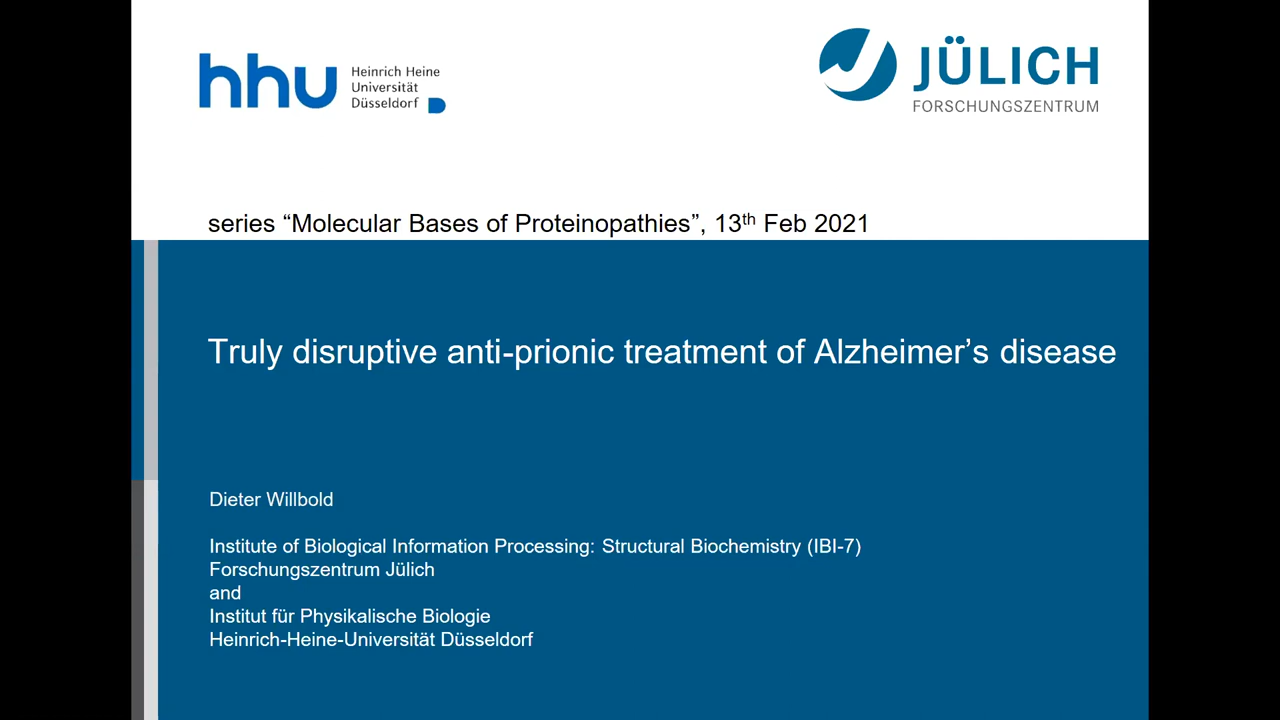 hhu
Heinrich Heine
Universität
Düsseldorf
JÜLICH
FORSCHUNGSZENTRUM
series “Molecular Bases of Proteinopathies”, 13th Feb 2021
Truly disruptive anti-prionic treatment of Alzheimer’s disease
Dieter Willbold
Institute of Biological Information Processing: Structural Biochemistry (IBI-7)
Forschungszentrum Jülich
and
Institut für Physikalische Biologie
Heinrich-Heine-Universität Düsseldorf